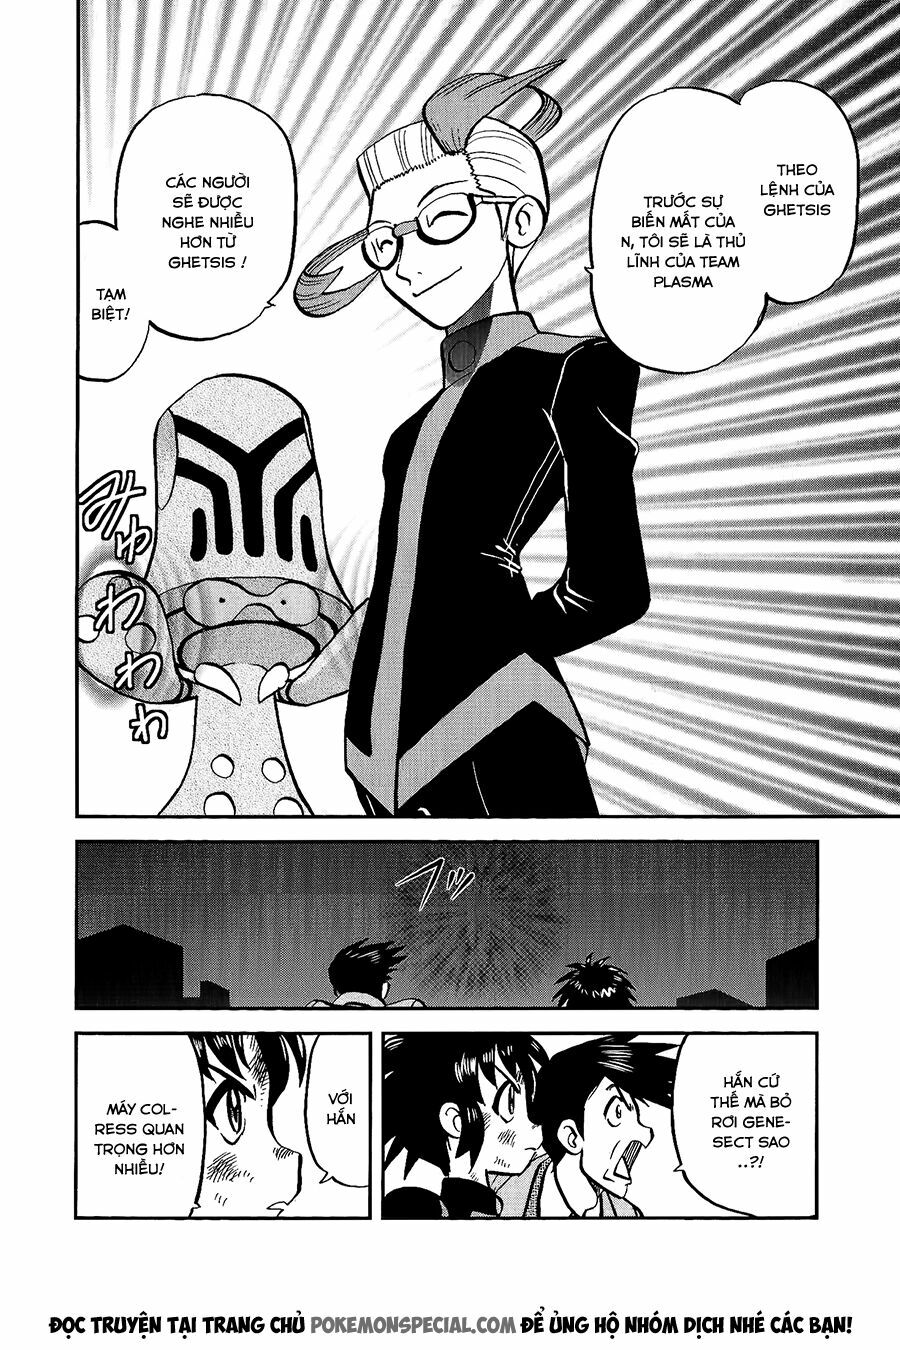 THEO
LỆNH CỦA
GHETSIS
TRƯỚC SỰ
BIẾN MẤT CỦA
N, TÔI SẼ LÀ THỦ
LĨNH CỦA TEAM
PLASMA
CÁC NGƯỜI
SẼ ĐƯỢC
NGHE NHIỀU
HƠN TỪ
GHETSIS !
TẠM
BIỆT!
みゅわわわ
フッ
HẮN CỨ
THẾ MÀ BỎ
RƠI GENE-
SECT SAO
..?!
VỚI
HẮN
MÁY COL-
RESS QUAN
TRỌNG HƠN
NHIỀU!
ĐỌC TRUYỆN TẠI TRANG CHỦ POKEMONSPECIAL.COM ĐỂ ỦNG HỘ NHÓM DỊCH NHÉ CÁC BẠN!